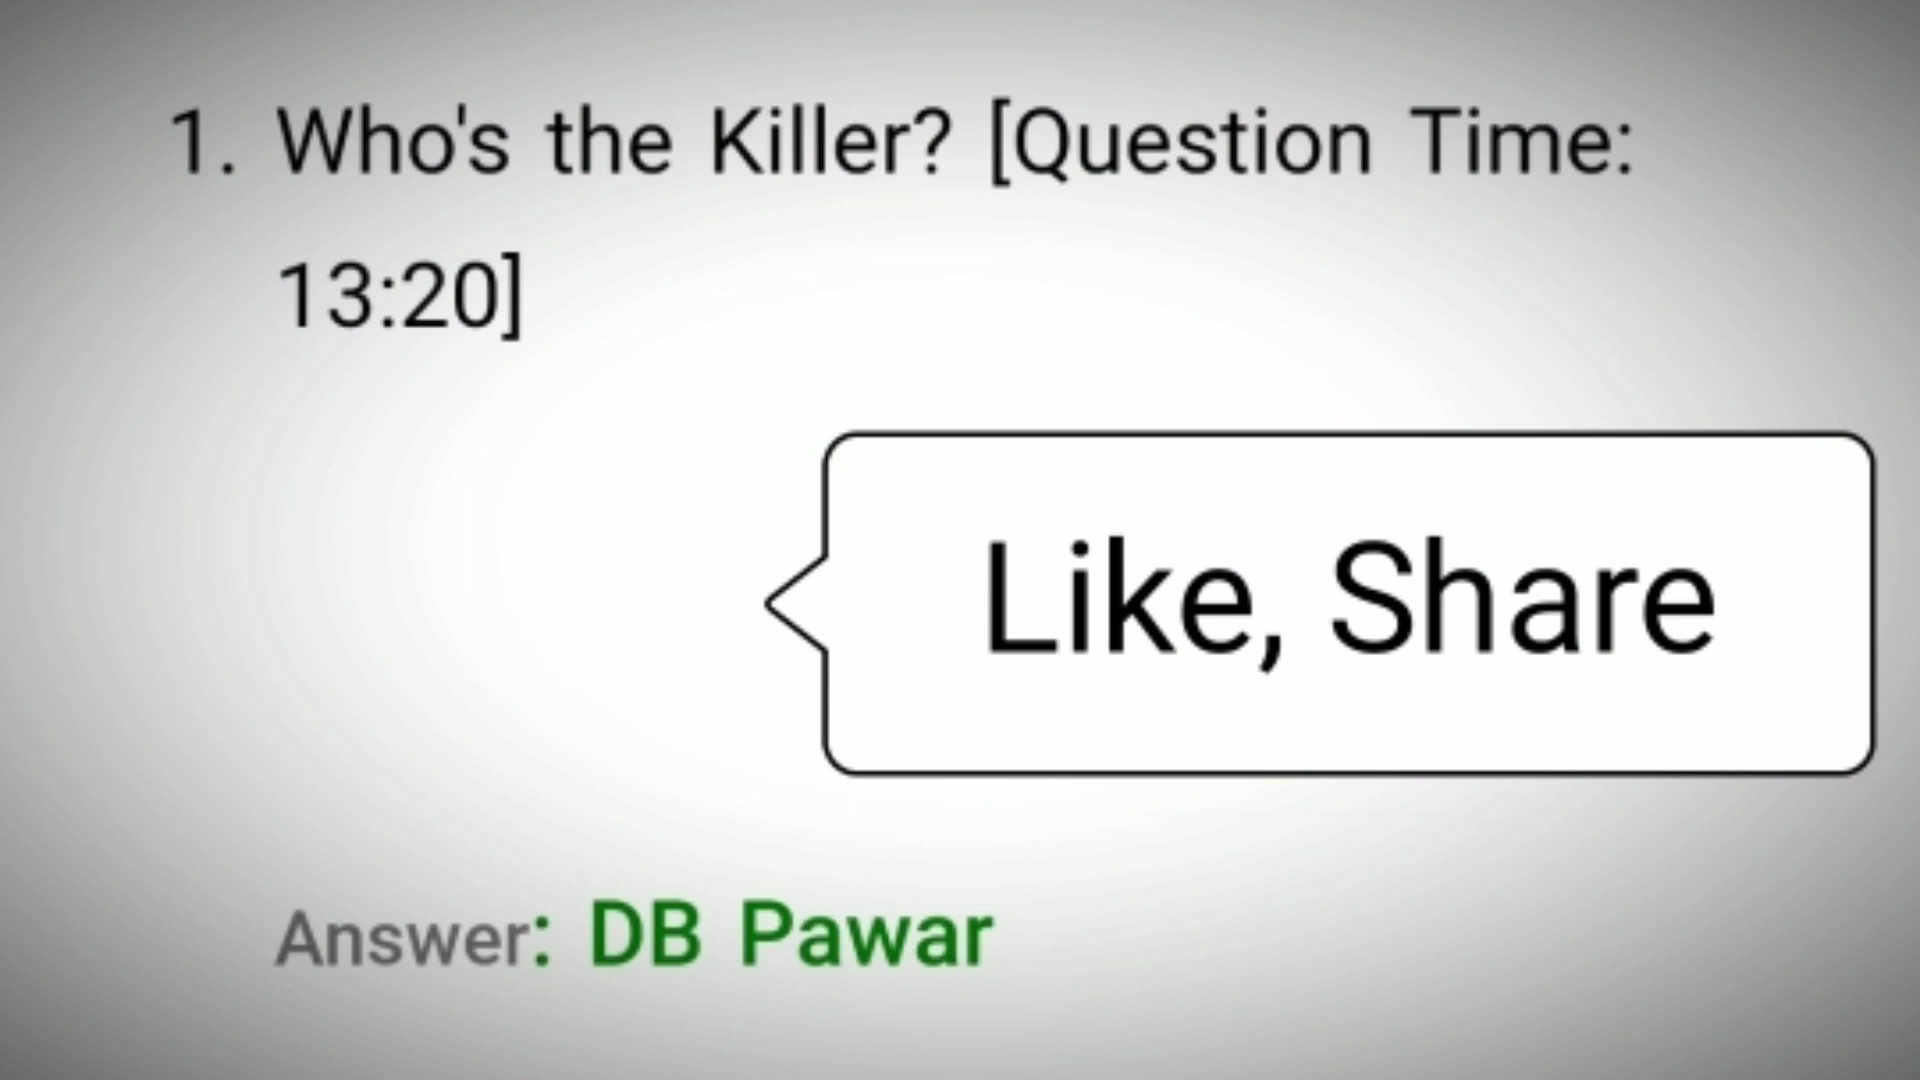 1. Who's the Killer? [Question Time:
13:20]
Like, Share
Answer: DB Pawar